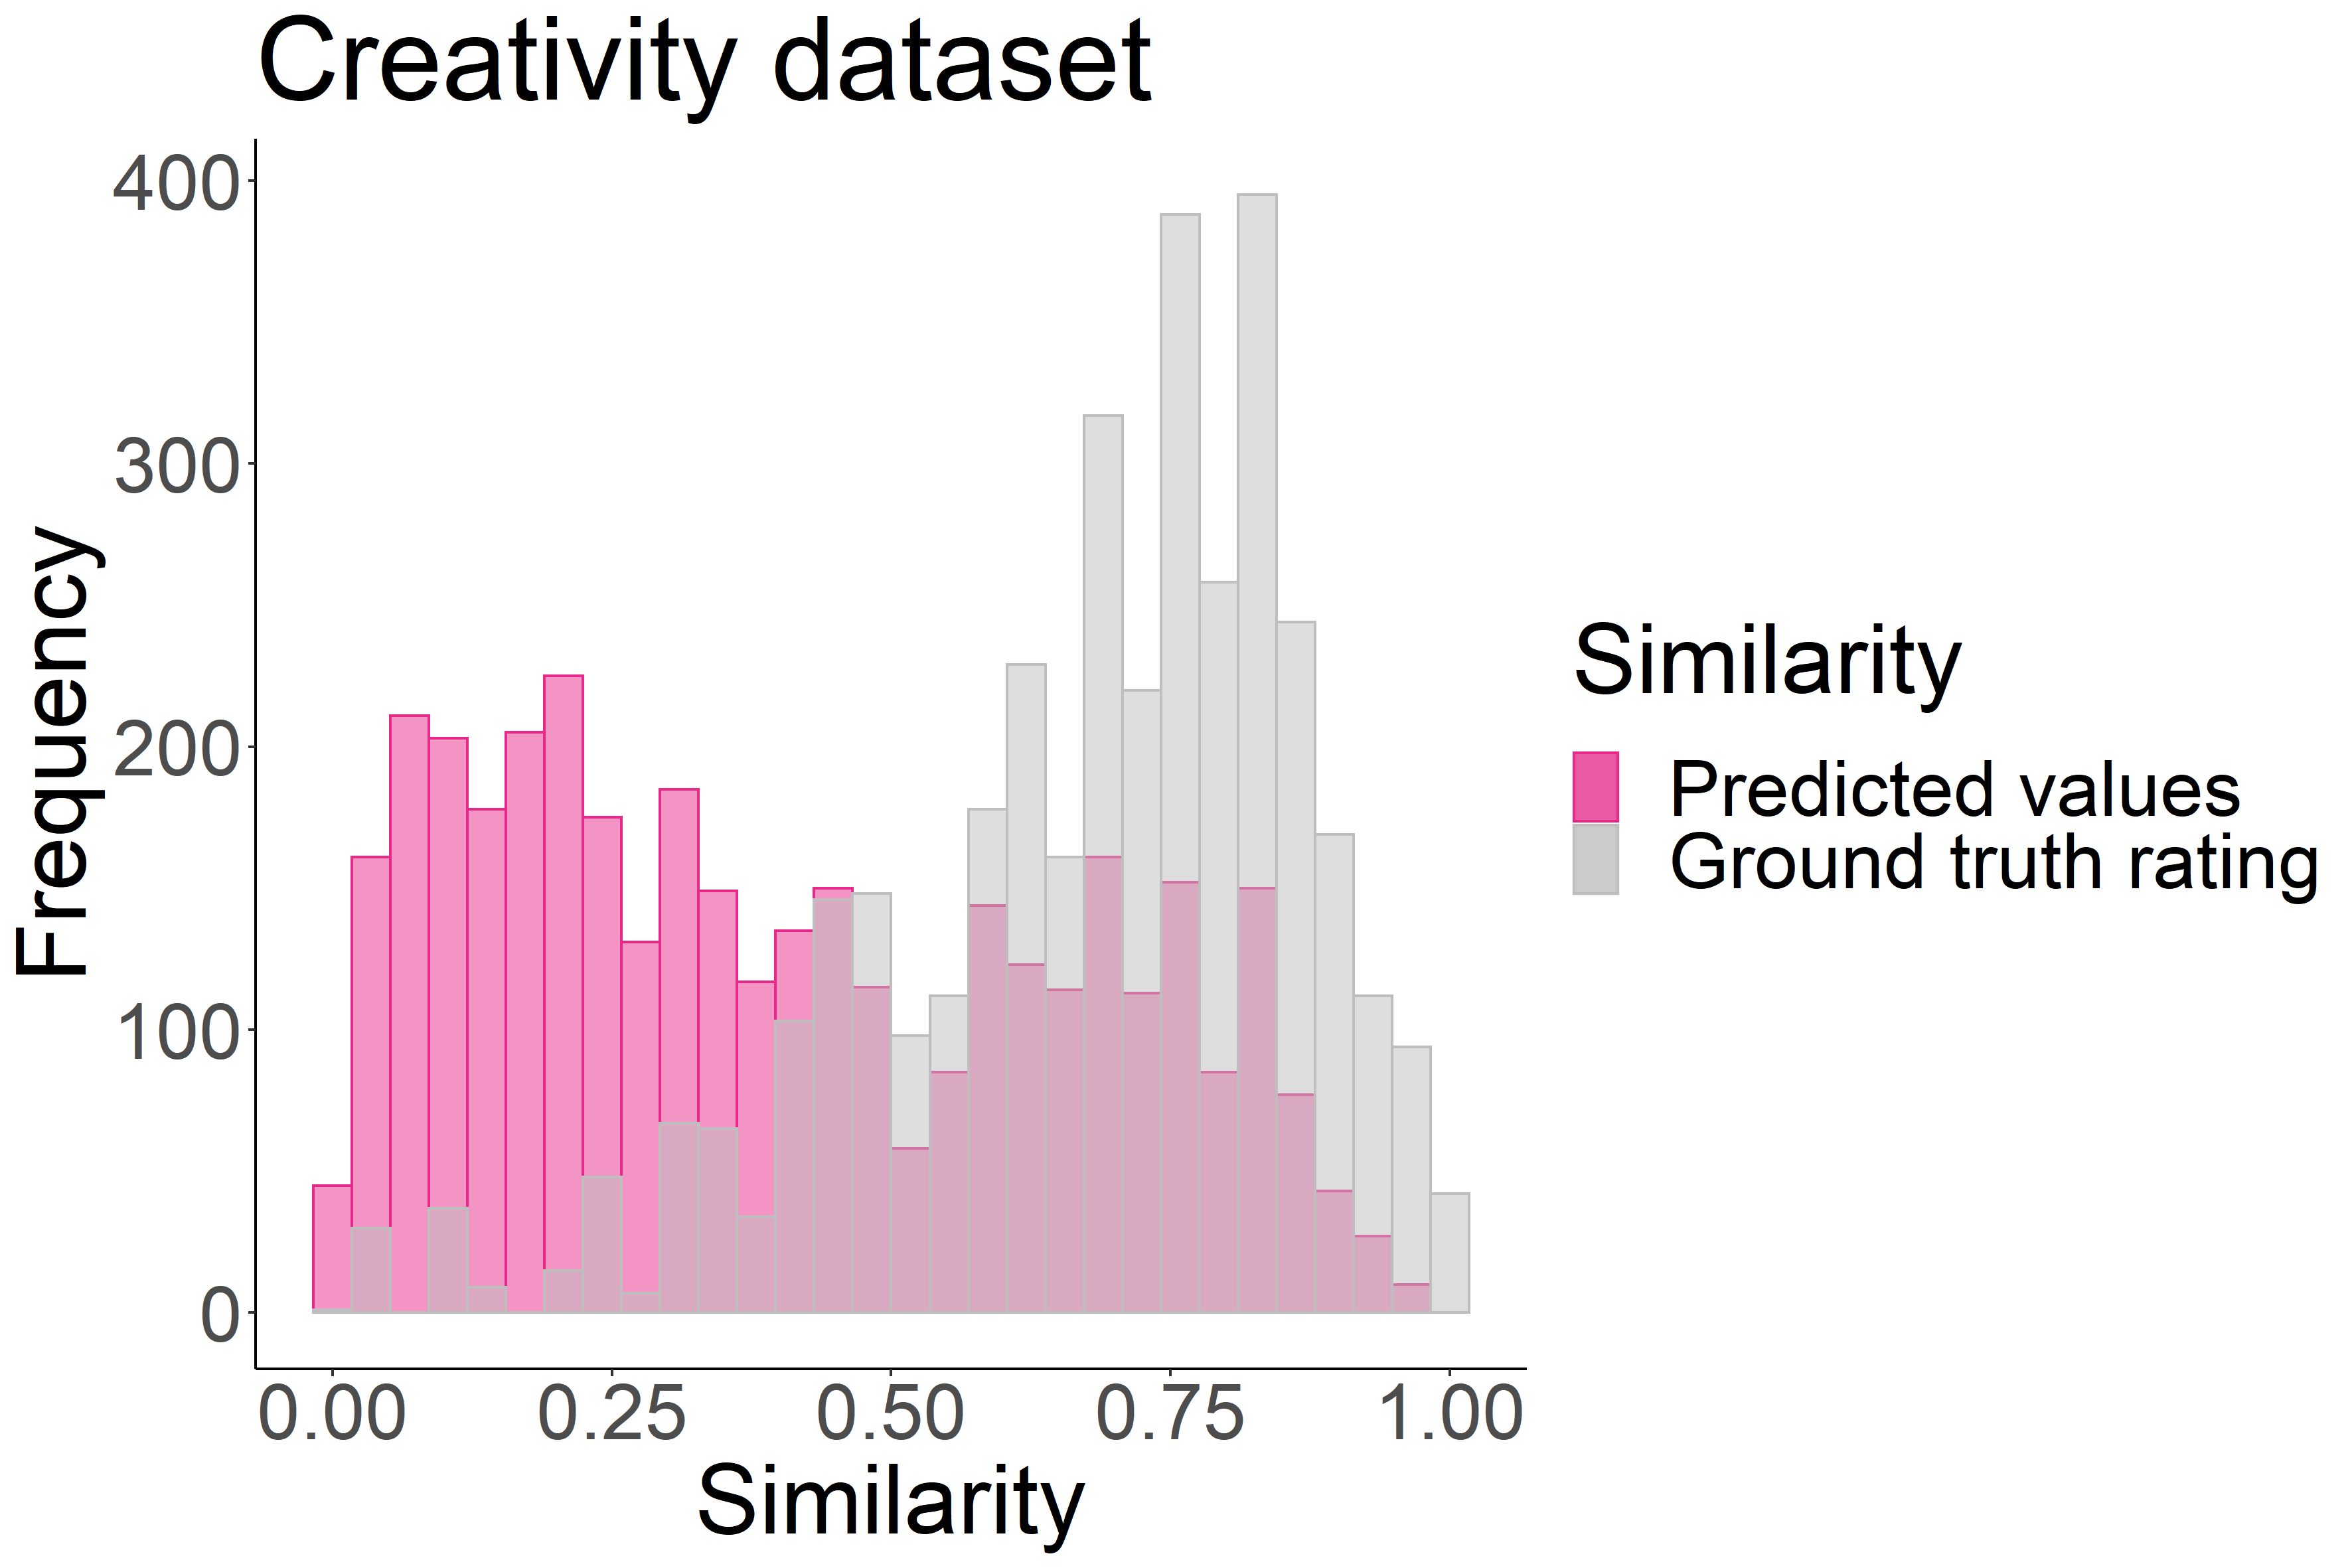 Creativity dataset
400
300
200
100
0
Frequency
0.00 0.25 0.50 0.75 1.00
Similarity
Similarity
Predicted values
Ground truth rating